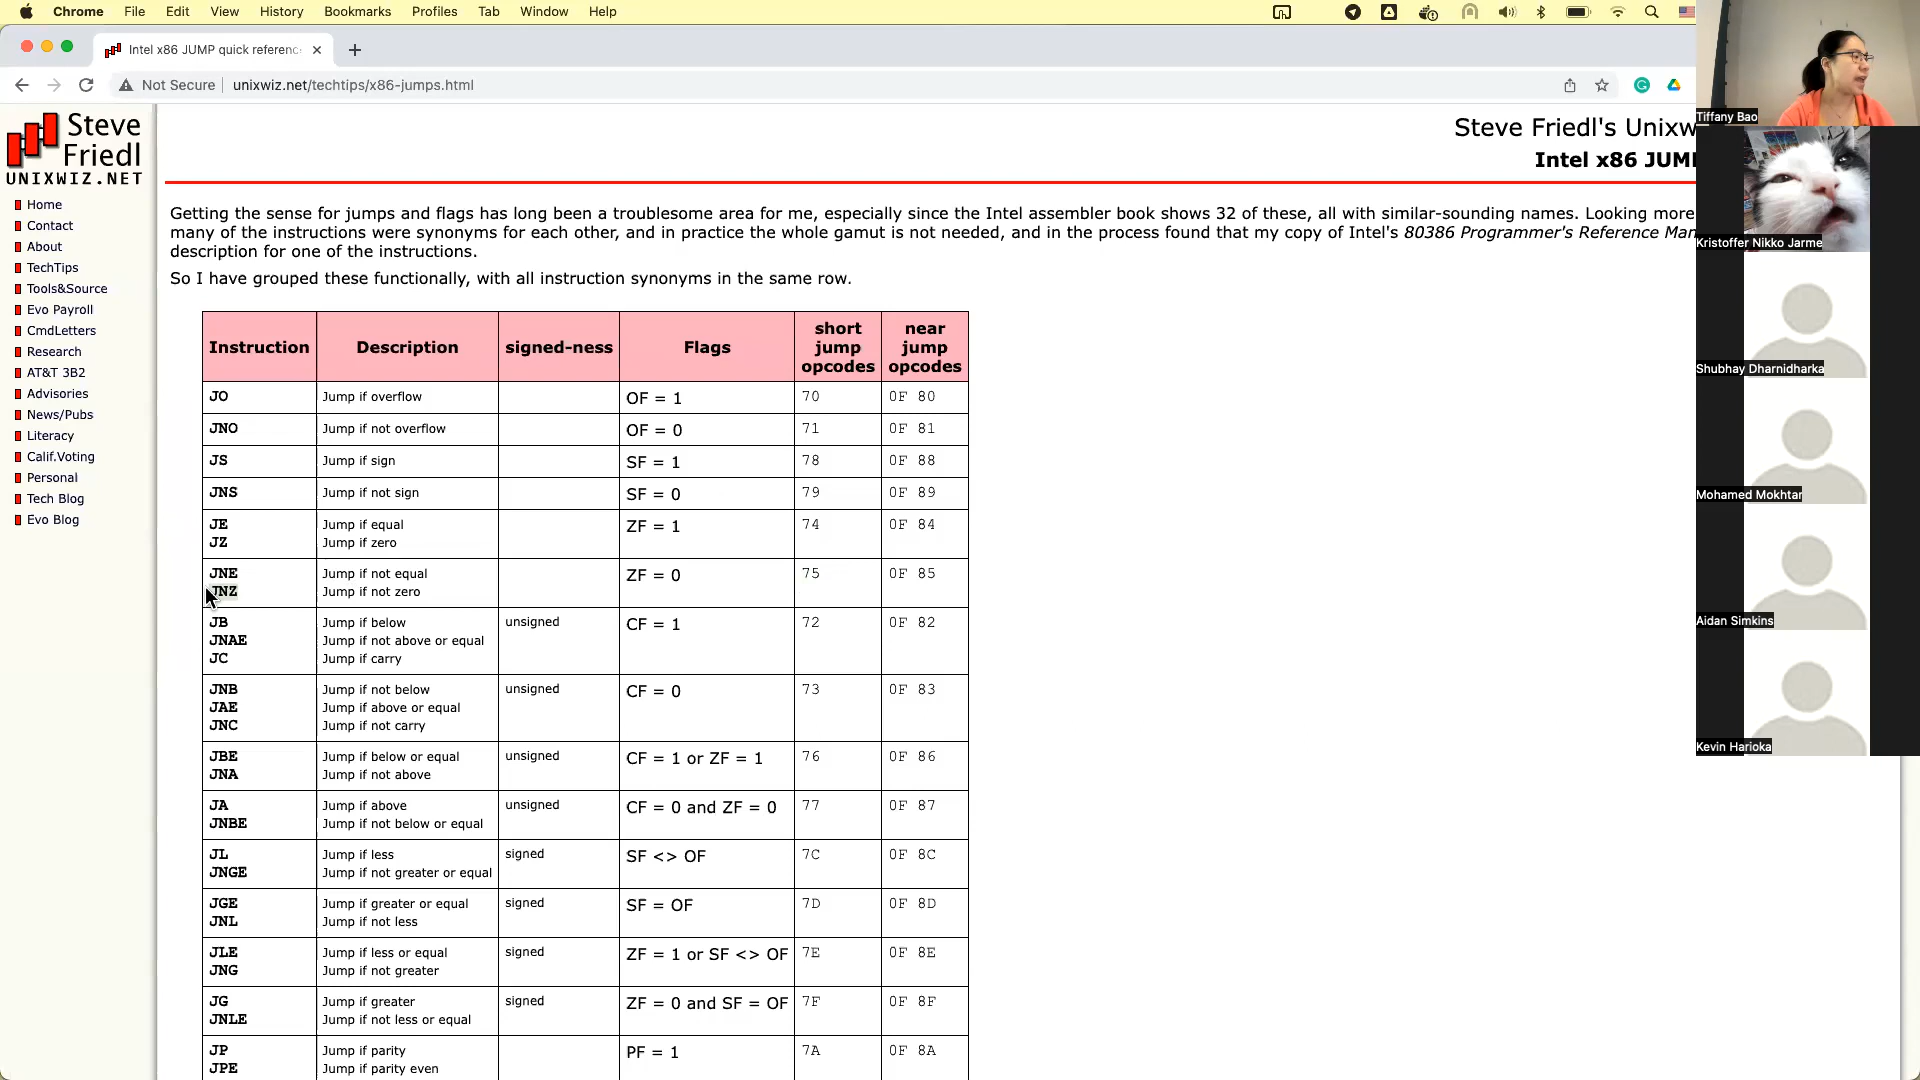 Chrome File Edit View History Bookmarks Profiles Tab Window Help
Intel x86 JUMP quick referenc
Not Secure unixwiz.net/techtips/x86-jumps.html
Steve
Friedl
UNIXWIZ.NET
Home
Contact
About
TechTips
Tools&Source
Evo Payroll
CmdLetters
Research
AT&T 3B2
Advisories
News/Pubs
Literacy
Calif.Voting
Personal
Tech Blog
Evo Blog
Steve Friedl's Unixw
Intel x86 JUM
Getting the sense for jumps and flags has long been a troublesome area for me, especially since the Intel assembler book shows 32 of these, all with similar-sounding names. Looking more
many of the instructions were synonyms for each other, and in practice the whole gamut is not needed, and in the process found that my copy of Intel's 80386 Programmer's Reference Man
description for one of the instructions.
So I have grouped these functionally, with all instruction synonyms in the same row.
Instruction Description signed-ness Flags short jump opcodes near jump opcodes
JO Jump if overflow OF = 1 70 0F 80
JNO Jump if not overflow OF = 0 71 0F 81
JS Jump if sign SF = 1 78 0F 88
JNS Jump if not sign SF = 0 79 0F 89
JE Jump if equal ZF = 1 74 0F 84
JZ Jump if zero
JNE Jump if not equal ZF = 0 75 0F 85
JNZ Jump if not zero
JB Jump if below unsigned CF = 1 72 0F 82
JNAE Jump if not above or equal
JC Jump if carry
JNB Jump if not below unsigned CF = 0 73 0F 83
JAE Jump if above or equal
JNC Jump if not carry
JBE Jump if below or equal unsigned CF = 1 or ZF = 1 76 0F 86
JNA Jump if not above
JA Jump if above unsigned CF = 0 and ZF = 0 77 0F 87
JNBE Jump if not below or equal
JL Jump if less signed SF <> OF 7C 0F 8C
JNGE Jump if not greater or equal
JGE Jump if greater or equal signed SF = OF 7D 0F 8D
JNL Jump if not less
JLE Jump if less or equal signed ZF = 1 or SF <> OF 7E 0F 8E
JNG Jump if not greater
JG Jump if greater signed ZF = 0 and SF = OF 7F 0F 8F
JNLE Jump if not less or equal
JP Jump if parity PF = 1 7A 0F 8A
JPE Jump if parity even
Tiffany Bao
Kristoffer Nikko Jarme
Shubhay Dharnidharka
Mohamed Mokhtar
Aidan Simkins
Kevin Harioka